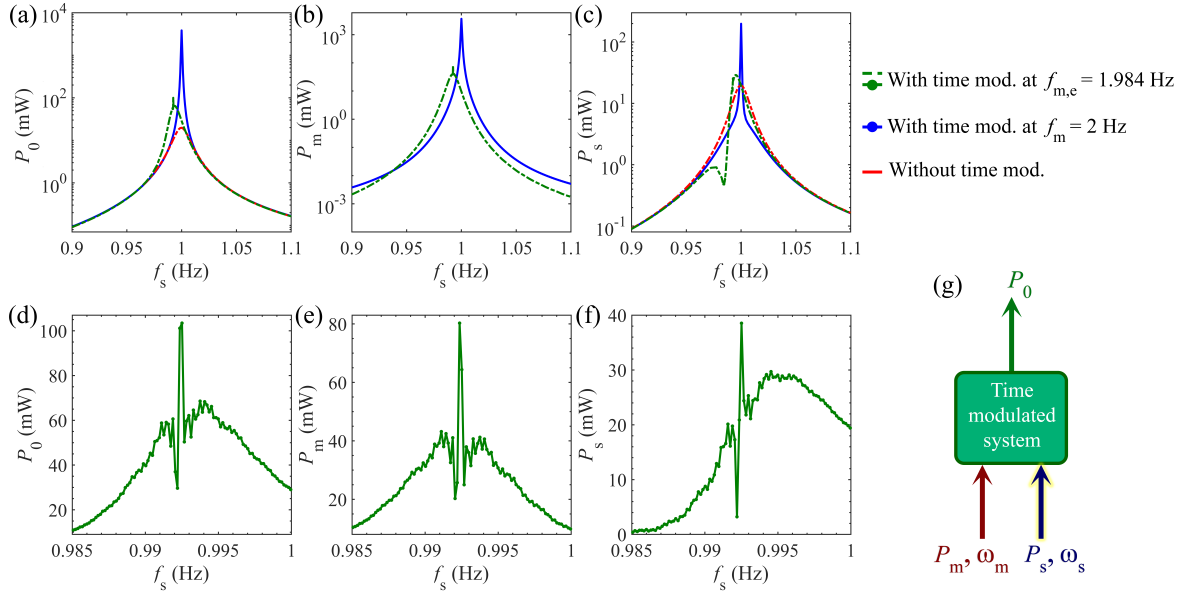 (a)
10^4
10^2
10^0
P_0 (mW)
0.9 0.95 1 1.05 1.1
f_s (Hz)
(b)
10^3
10^0
10^-3
P_m (mW)
0.9 0.95 1 1.05 1.1
f_s (Hz)
(c)
10^2
10^1
10^0
10^-1
P_s (mW)
0.9 0.95 1 1.05 1.1
f_s (Hz)
With time mod. at f_m,e = 1.984 Hz
With time mod. at f_m = 2 Hz
Without time mod.
(d)
100
80
60
40
20
P_0 (mW)
0.985 0.99 0.995 1
f_s (Hz)
(e)
80
60
40
20
P_m (mW)
0.985 0.99 0.995 1
f_s (Hz)
(f)
40
30
20
10
0
P_s (mW)
0.985 0.99 0.995 1
f_s (Hz)
(g)
P_0
Time
modulated
system
P_m, ω_m P_s, ω_s